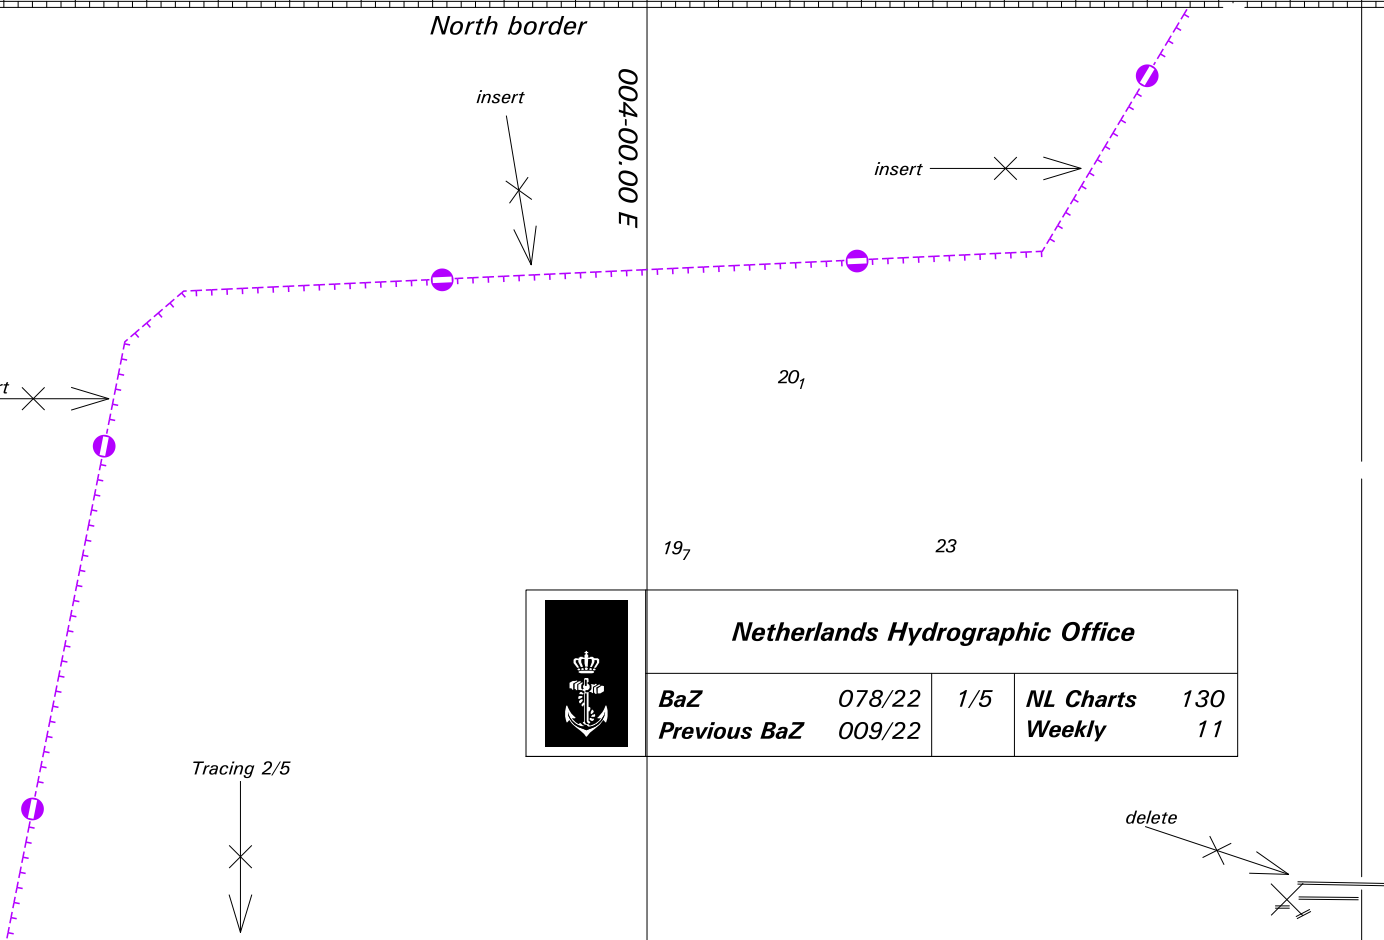 North border
insert
004-00.00 E
insert
rt
20₁
19₇
23
Netherlands Hydrographic Office
BaZ 078/22 1/5 NL Charts 130
Previous BaZ 009/22 Weekly 11
Tracing 2/5
delete